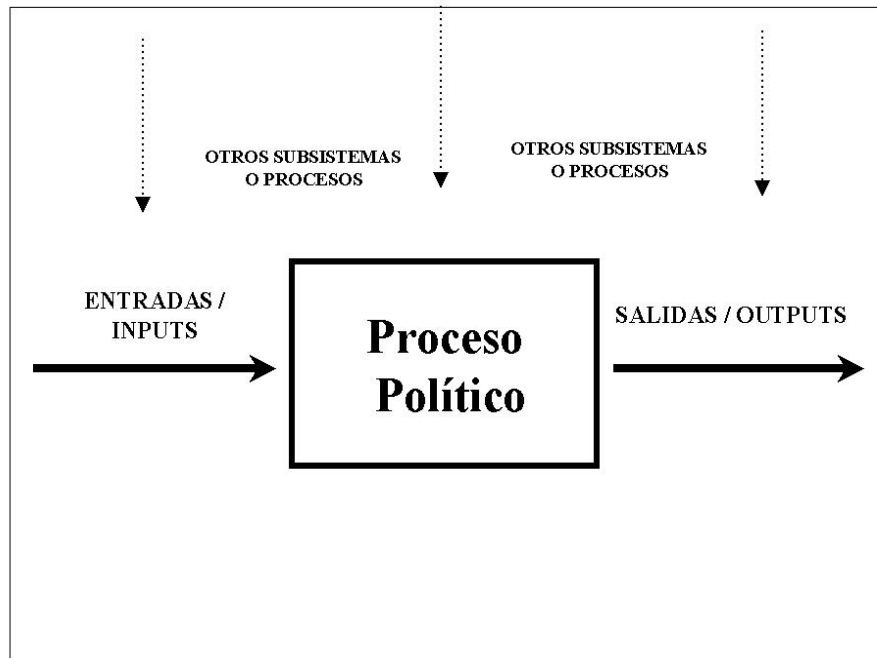 OTROS SUBSISTEMAS
O PROCESOS
OTROS SUBSISTEMAS
O PROCESOS
ENTRADAS /
INPUTS
Proceso
Político
SALIDAS / OUTPUTS